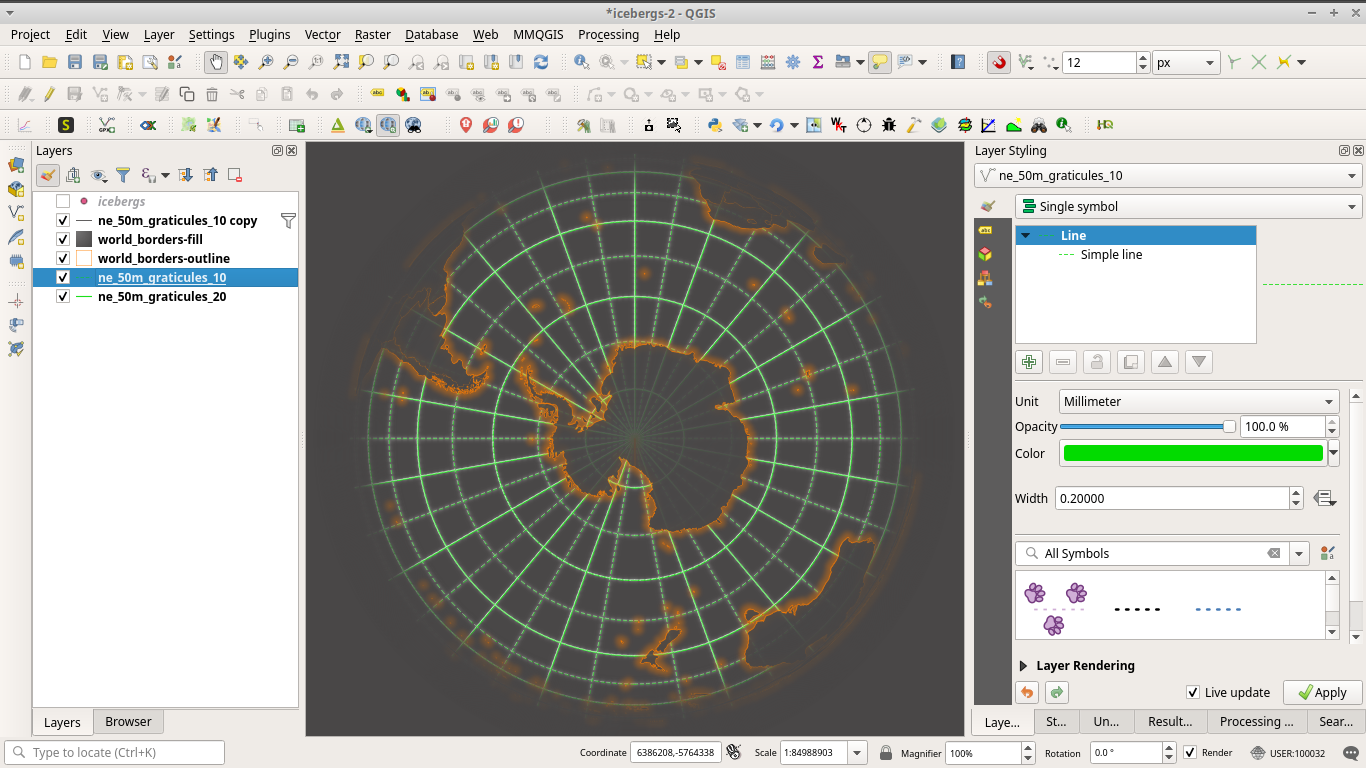 *icebergs-2 - QGIS
Project Edit View Layer Settings Plugins Vector Raster Database Web MMQGIS Processing Help
12 px
Layers
icebergs
ne_50m_graticules_10 copy
world_borders-fill
world_borders-outline
ne_50m_graticules_10
ne_50m_graticules_20
Layers Browser
Layer Styling
ne_50m_graticules_10
Single symbol
Line
Simple line
Unit Millimeter
Opacity 100.0 %
Color
Width 0.20000
All Symbols
Layer Rendering
Live update Apply
Laye... St... Un... Result... Processing ... Sear...
Type to locate (Ctrl+K) Coordinate 6386208,-5764338 Scale 1:84988903 Magnifier 100% Rotation 0.0 ° Render USER:100032